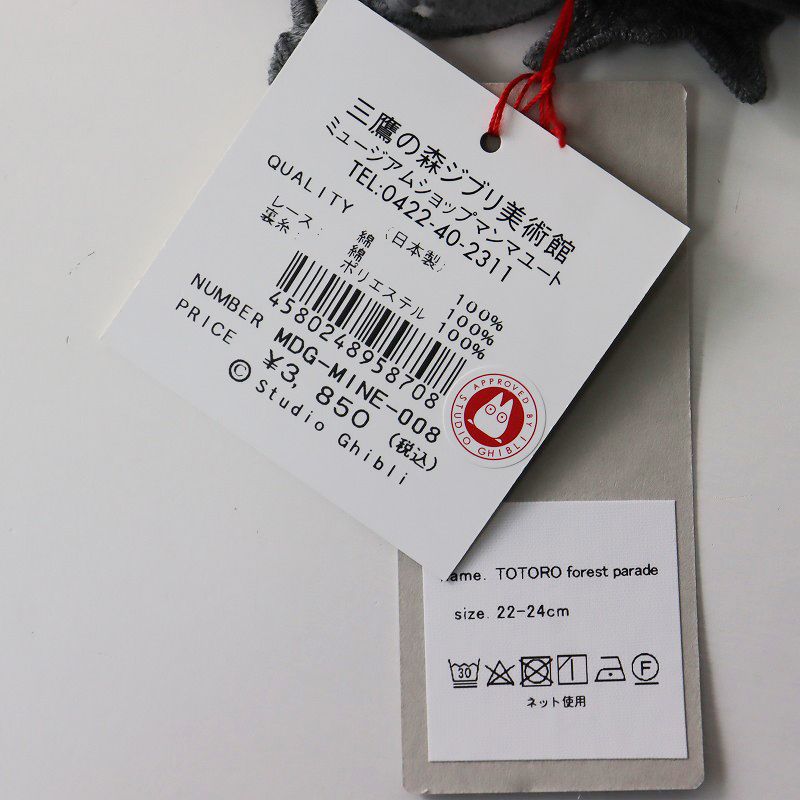 三鷹の森ジブリ美術館
ミュージアムショップマンマユート
TEL:0422-40-2311
QUALITY (日本製)
レース: 綿 100%
裏糸: 綿 100%
ポリエステル 100%
4580248958708
NUMBER MDG-MINE-008
PRICE ¥3,850 (税込)
© Studio Ghibli
APPROVED BY STUDIO GHIBLI
name. TOTORO forest parade
size. 22-24cm
30 F
ネット使用